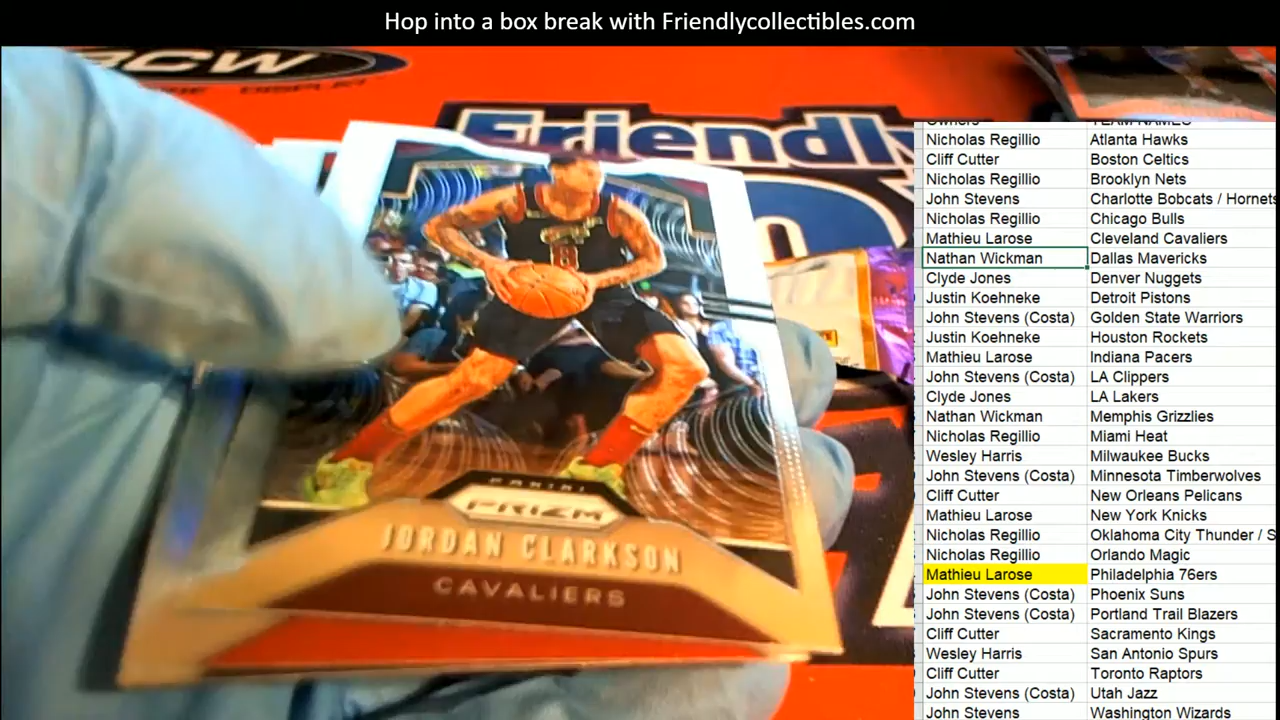 Hop into a box break with Friendlycollectibles.com
BCW
DISPLAY
Friendly
8
PANINI
PRIZM
JORDAN CLARKSON
CAVALIERS
Owners TEAM NAMES
Nicholas Regillio Atlanta Hawks
Cliff Cutter Boston Celtics
Nicholas Regillio Brooklyn Nets
John Stevens Charlotte Bobcats / Hornets
Nicholas Regillio Chicago Bulls
Mathieu Larose Cleveland Cavaliers
Nathan Wickman Dallas Mavericks
Clyde Jones Denver Nuggets
Justin Koehneke Detroit Pistons
John Stevens (Costa) Golden State Warriors
Justin Koehneke Houston Rockets
Mathieu Larose Indiana Pacers
John Stevens (Costa) LA Clippers
Clyde Jones LA Lakers
Nathan Wickman Memphis Grizzlies
Nicholas Regillio Miami Heat
Wesley Harris Milwaukee Bucks
John Stevens (Costa) Minnesota Timberwolves
Cliff Cutter New Orleans Pelicans
Mathieu Larose New York Knicks
Nicholas Regillio Oklahoma City Thunder / S
Nicholas Regillio Orlando Magic
Mathieu Larose Philadelphia 76ers
John Stevens (Costa) Phoenix Suns
John Stevens (Costa) Portland Trail Blazers
Cliff Cutter Sacramento Kings
Wesley Harris San Antonio Spurs
Cliff Cutter Toronto Raptors
John Stevens (Costa) Utah Jazz
John Stevens Washington Wizards